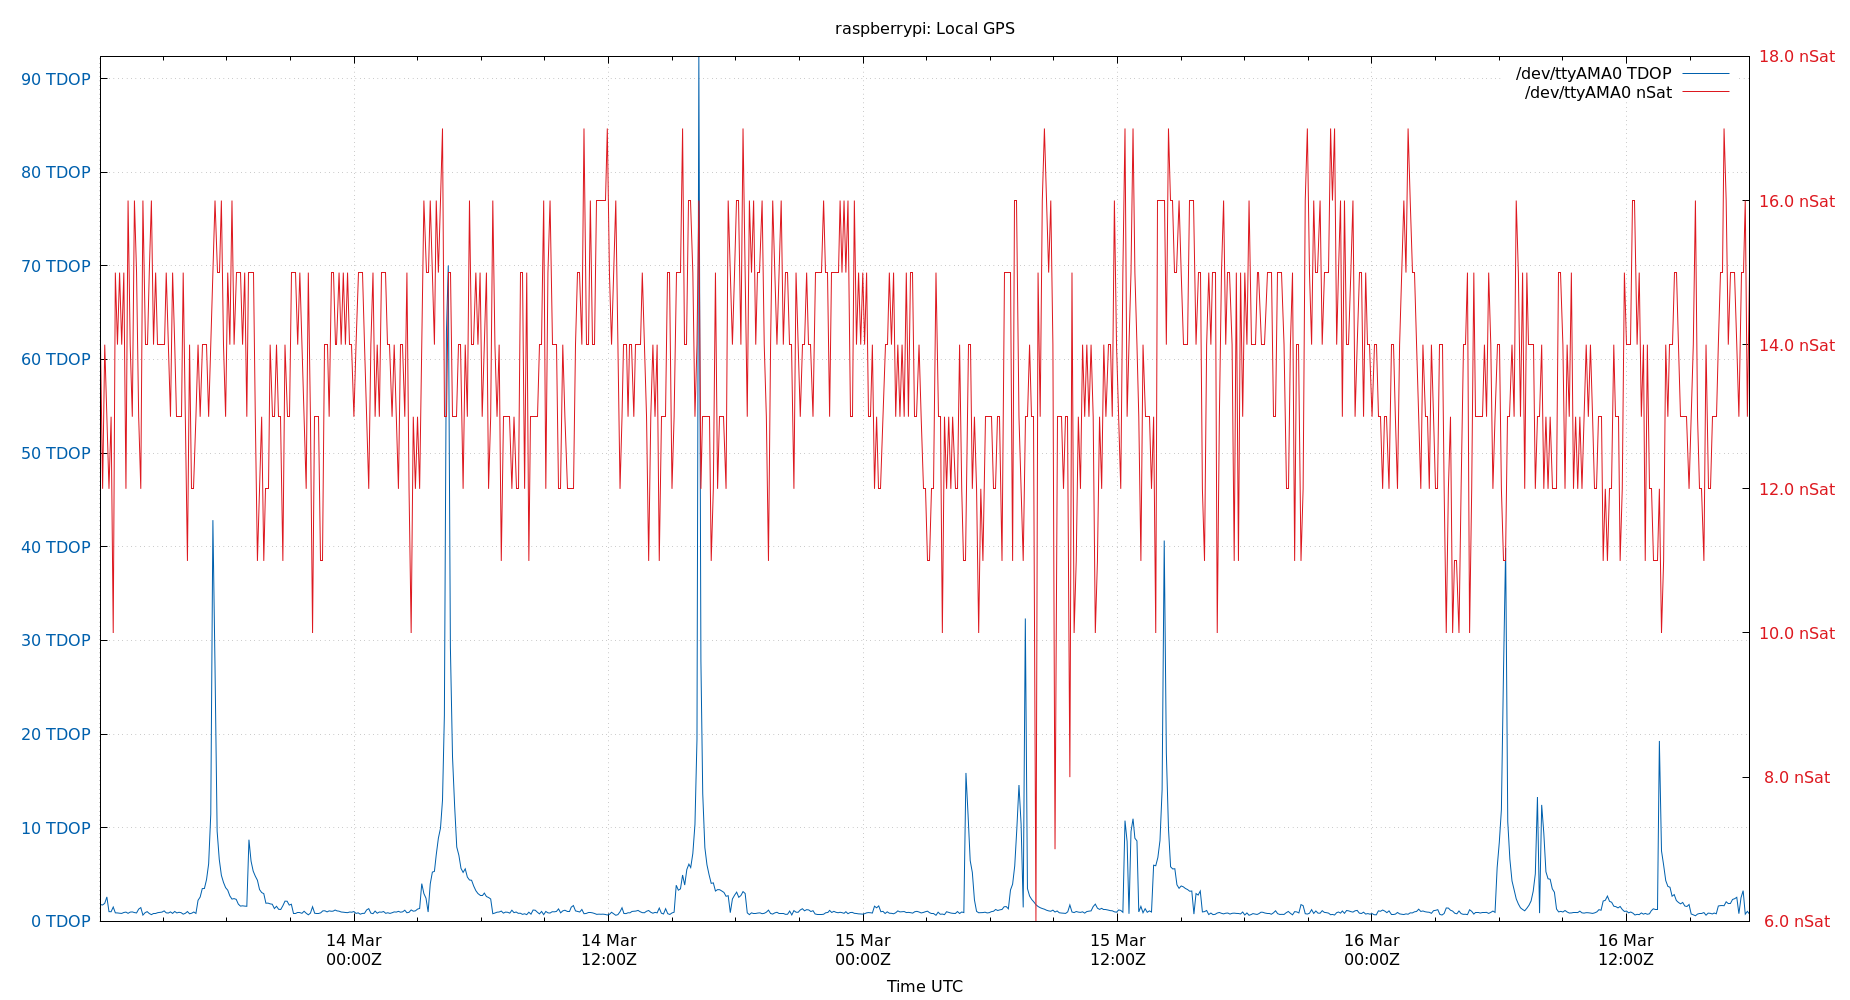 raspberrypi: Local GPS
/dev/ttyAMA0 TDOP
/dev/ttyAMA0 nSat
90 TDOP
80 TDOP
70 TDOP
60 TDOP
50 TDOP
40 TDOP
30 TDOP
20 TDOP
10 TDOP
0 TDOP
18.0 nSat
16.0 nSat
14.0 nSat
12.0 nSat
10.0 nSat
8.0 nSat
6.0 nSat
14 Mar
00:00Z
14 Mar
12:00Z
15 Mar
00:00Z
15 Mar
12:00Z
16 Mar
00:00Z
16 Mar
12:00Z
Time UTC